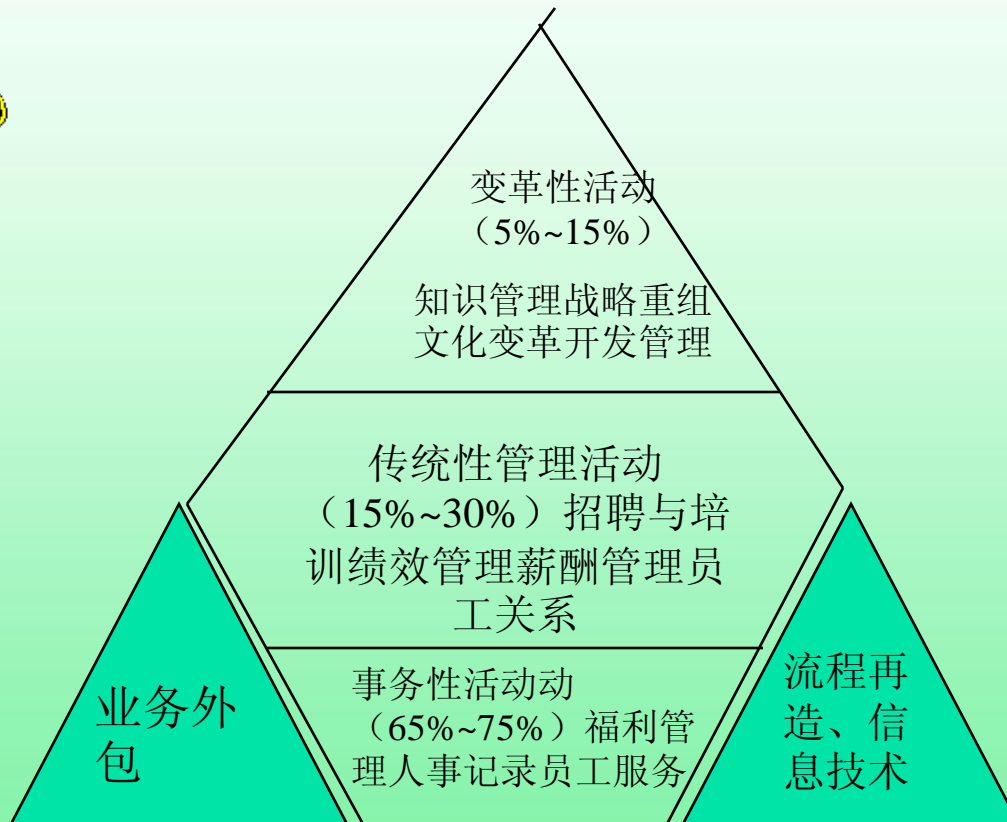 变革性活动
（5%~15%）
知识管理战略重组
文化变革开发管理
传统性管理活动
（15%~30%）招聘与培
训绩效管理薪酬管理员
工关系
事务性活动动
（65%~75%）福利管
理人事记录员工服务
业务外
包
流程再
造、信
息技术